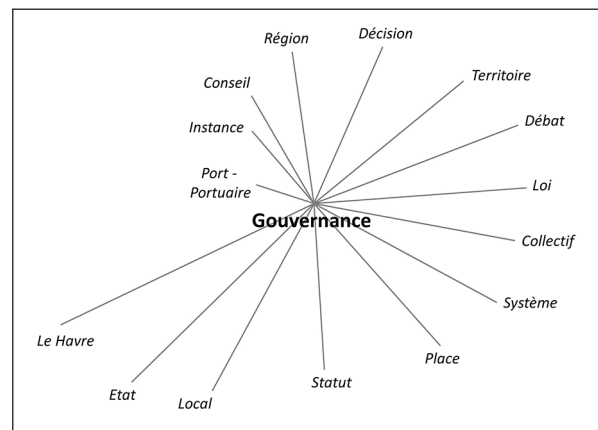 Région
Décision
Conseil
Territoire
Instance
Débat
Port -
Portuaire
Loi
Gouvernance
Collectif
Système
Le Havre
Place
Etat
Local
Statut